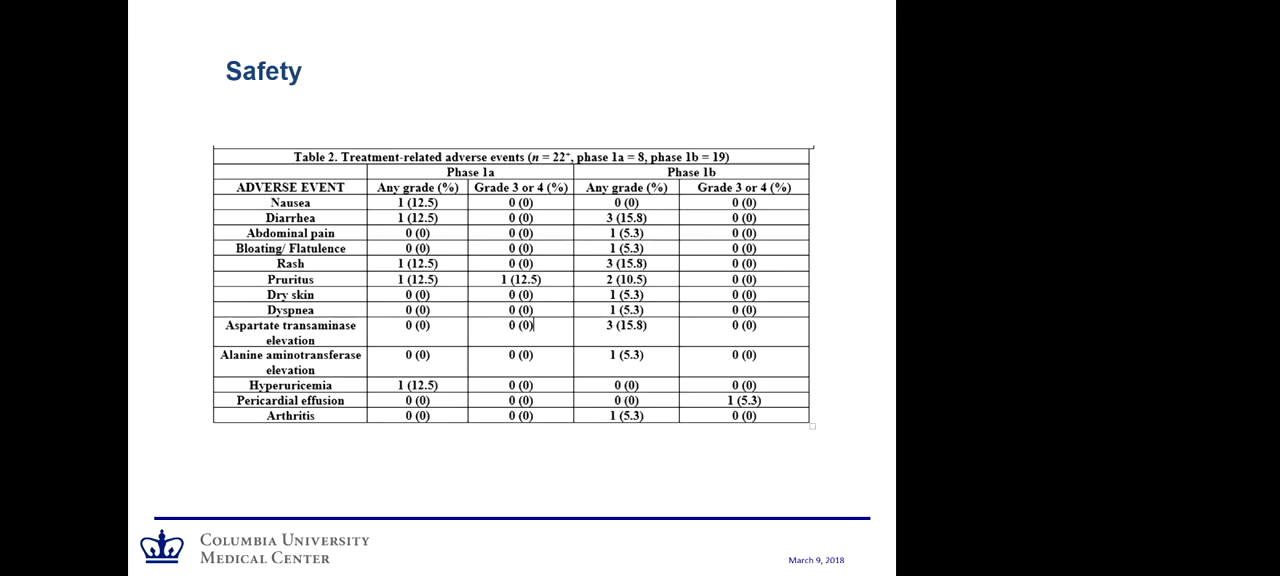 Safety
Table 2. Treatment-related adverse events (n = 22+, phase 1a = 8, phase 1b = 19)
Phase 1a Phase 1b
ADVERSE EVENT Any grade (%) Grade 3 or 4 (%) Any grade (%) Grade 3 or 4 (%)
Nausea 1 (12.5) 0 (0) 0 (0) 0 (0)
Diarrhea 1 (12.5) 0 (0) 3 (15.8) 0 (0)
Abdominal pain 0 (0) 0 (0) 1 (5.3) 0 (0)
Bloating/ Flatulence 0 (0) 0 (0) 1 (5.3) 0 (0)
Rash 1 (12.5) 0 (0) 3 (15.8) 0 (0)
Pruritus 1 (12.5) 1 (12.5) 2 (10.5) 0 (0)
Dry skin 0 (0) 0 (0) 1 (5.3) 0 (0)
Dyspnea 0 (0) 0 (0) 1 (5.3) 0 (0)
Aspartate transaminase 0 (0) 0 (0) 3 (15.8) 0 (0)
elevation
Alanine aminotransferase 0 (0) 0 (0) 1 (5.3) 0 (0)
elevation
Hyperuricemia 1 (12.5) 0 (0) 0 (0) 0 (0)
Pericardial effusion 0 (0) 0 (0) 0 (0) 1 (5.3)
Arthritis 0 (0) 0 (0) 1 (5.3) 0 (0)
COLUMBIA UNIVERSITY
MEDICAL CENTER
March 9, 2018